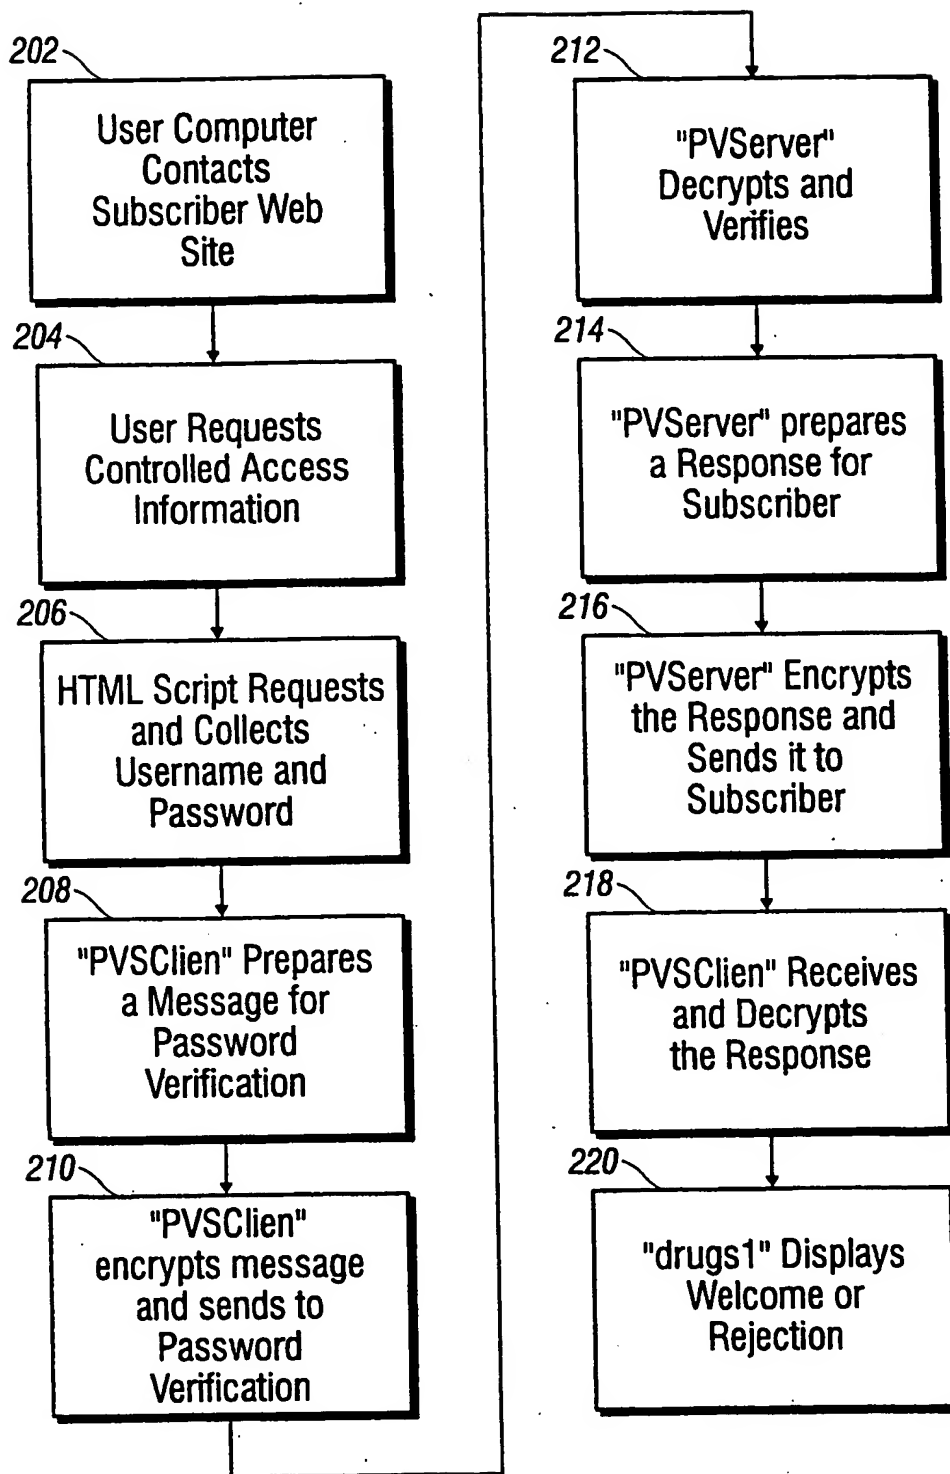 202
User Computer
Contacts
Subscriber Web
Site
204
User Requests
Controlled Access
Information
206
HTML Script Requests
and Collects
Username and
Password
208
"PVSClien" Prepares
a Message for
Password
Verification
210
"PVSClien"
encrypts message
and sends to
Password
Verification
212
"PVServer"
Decrypts and
Verifies
214
"PVServer" prepares
a Response for
Subscriber
216
"PVServer" Encrypts
the Response and
Sends it to
Subscriber
218
"PVSClien" Receives
and Decrypts
the Response
220
"drugs1" Displays
Welcome or
Rejection